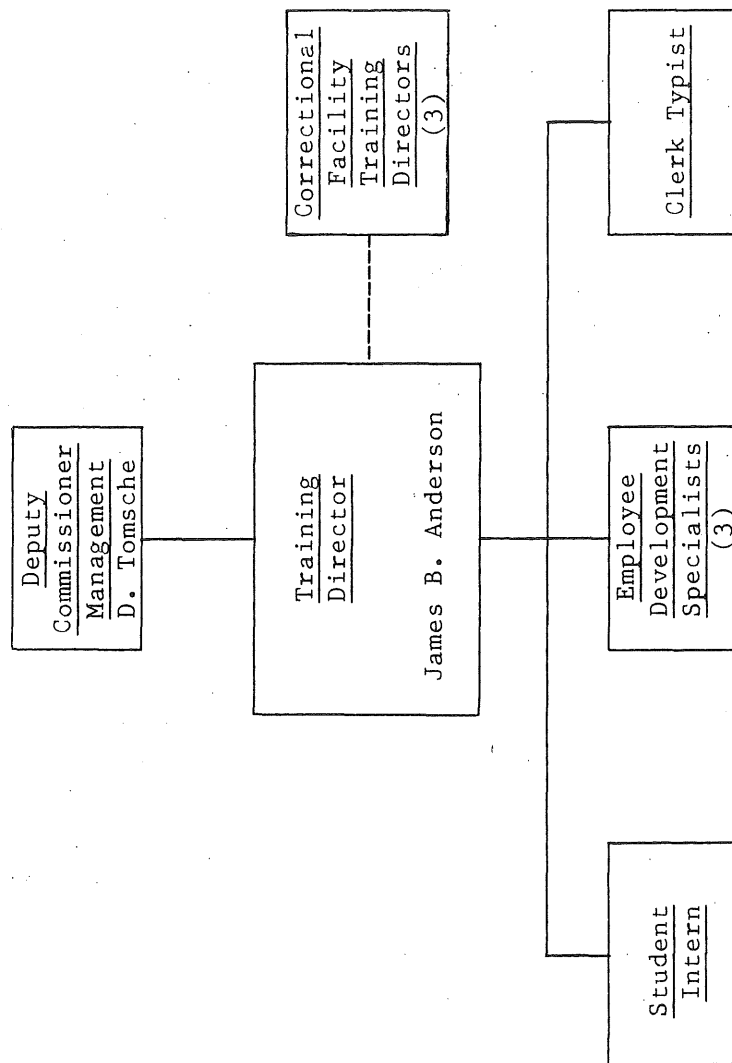 Deputy
Commissioner
Management
D. Tomsche
Training
Director
James B. Anderson
Correctional
Facility
Training
Directors
(3)
Student
Intern
Employee
Development
Specialists
(3)
Clerk Typist